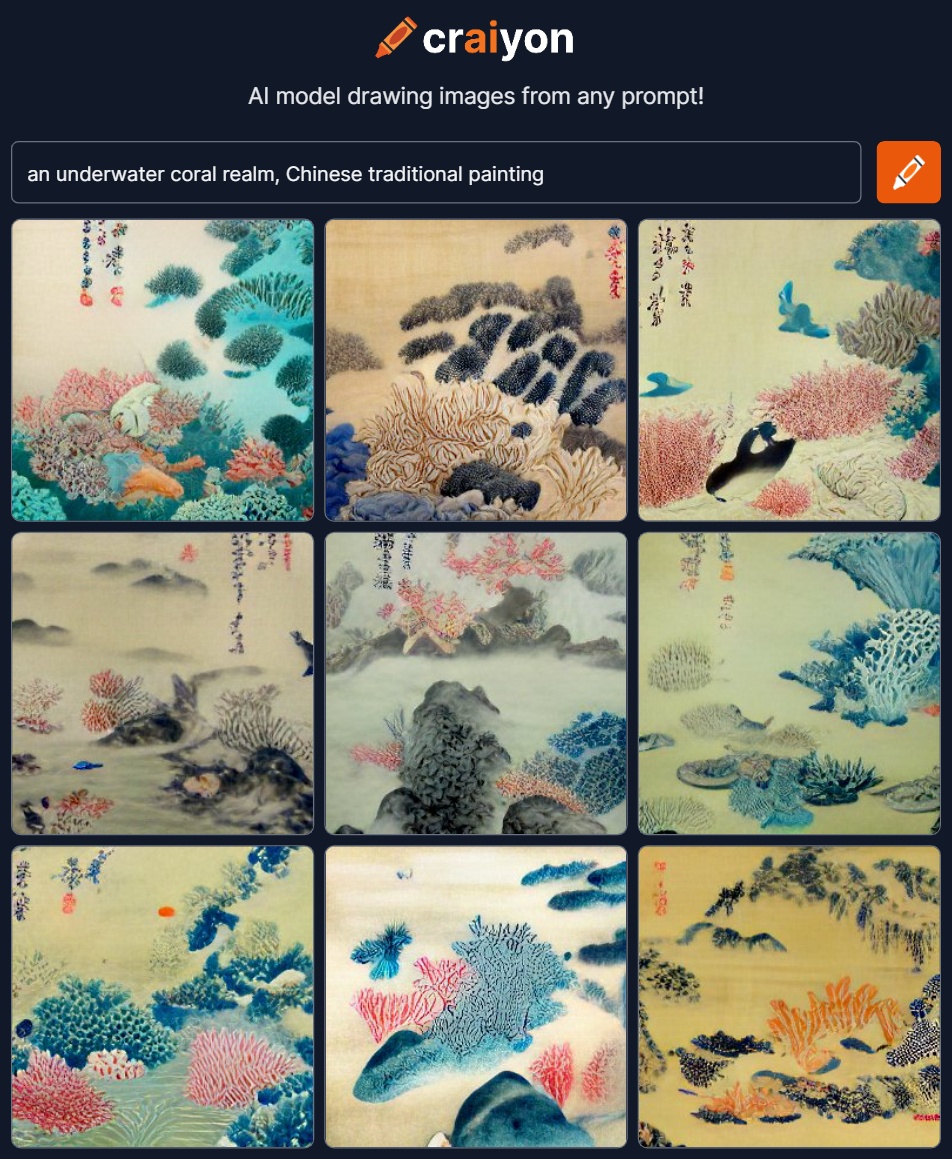 craiyon
AI model drawing images from any prompt!
an underwater coral realm, Chinese traditional painting